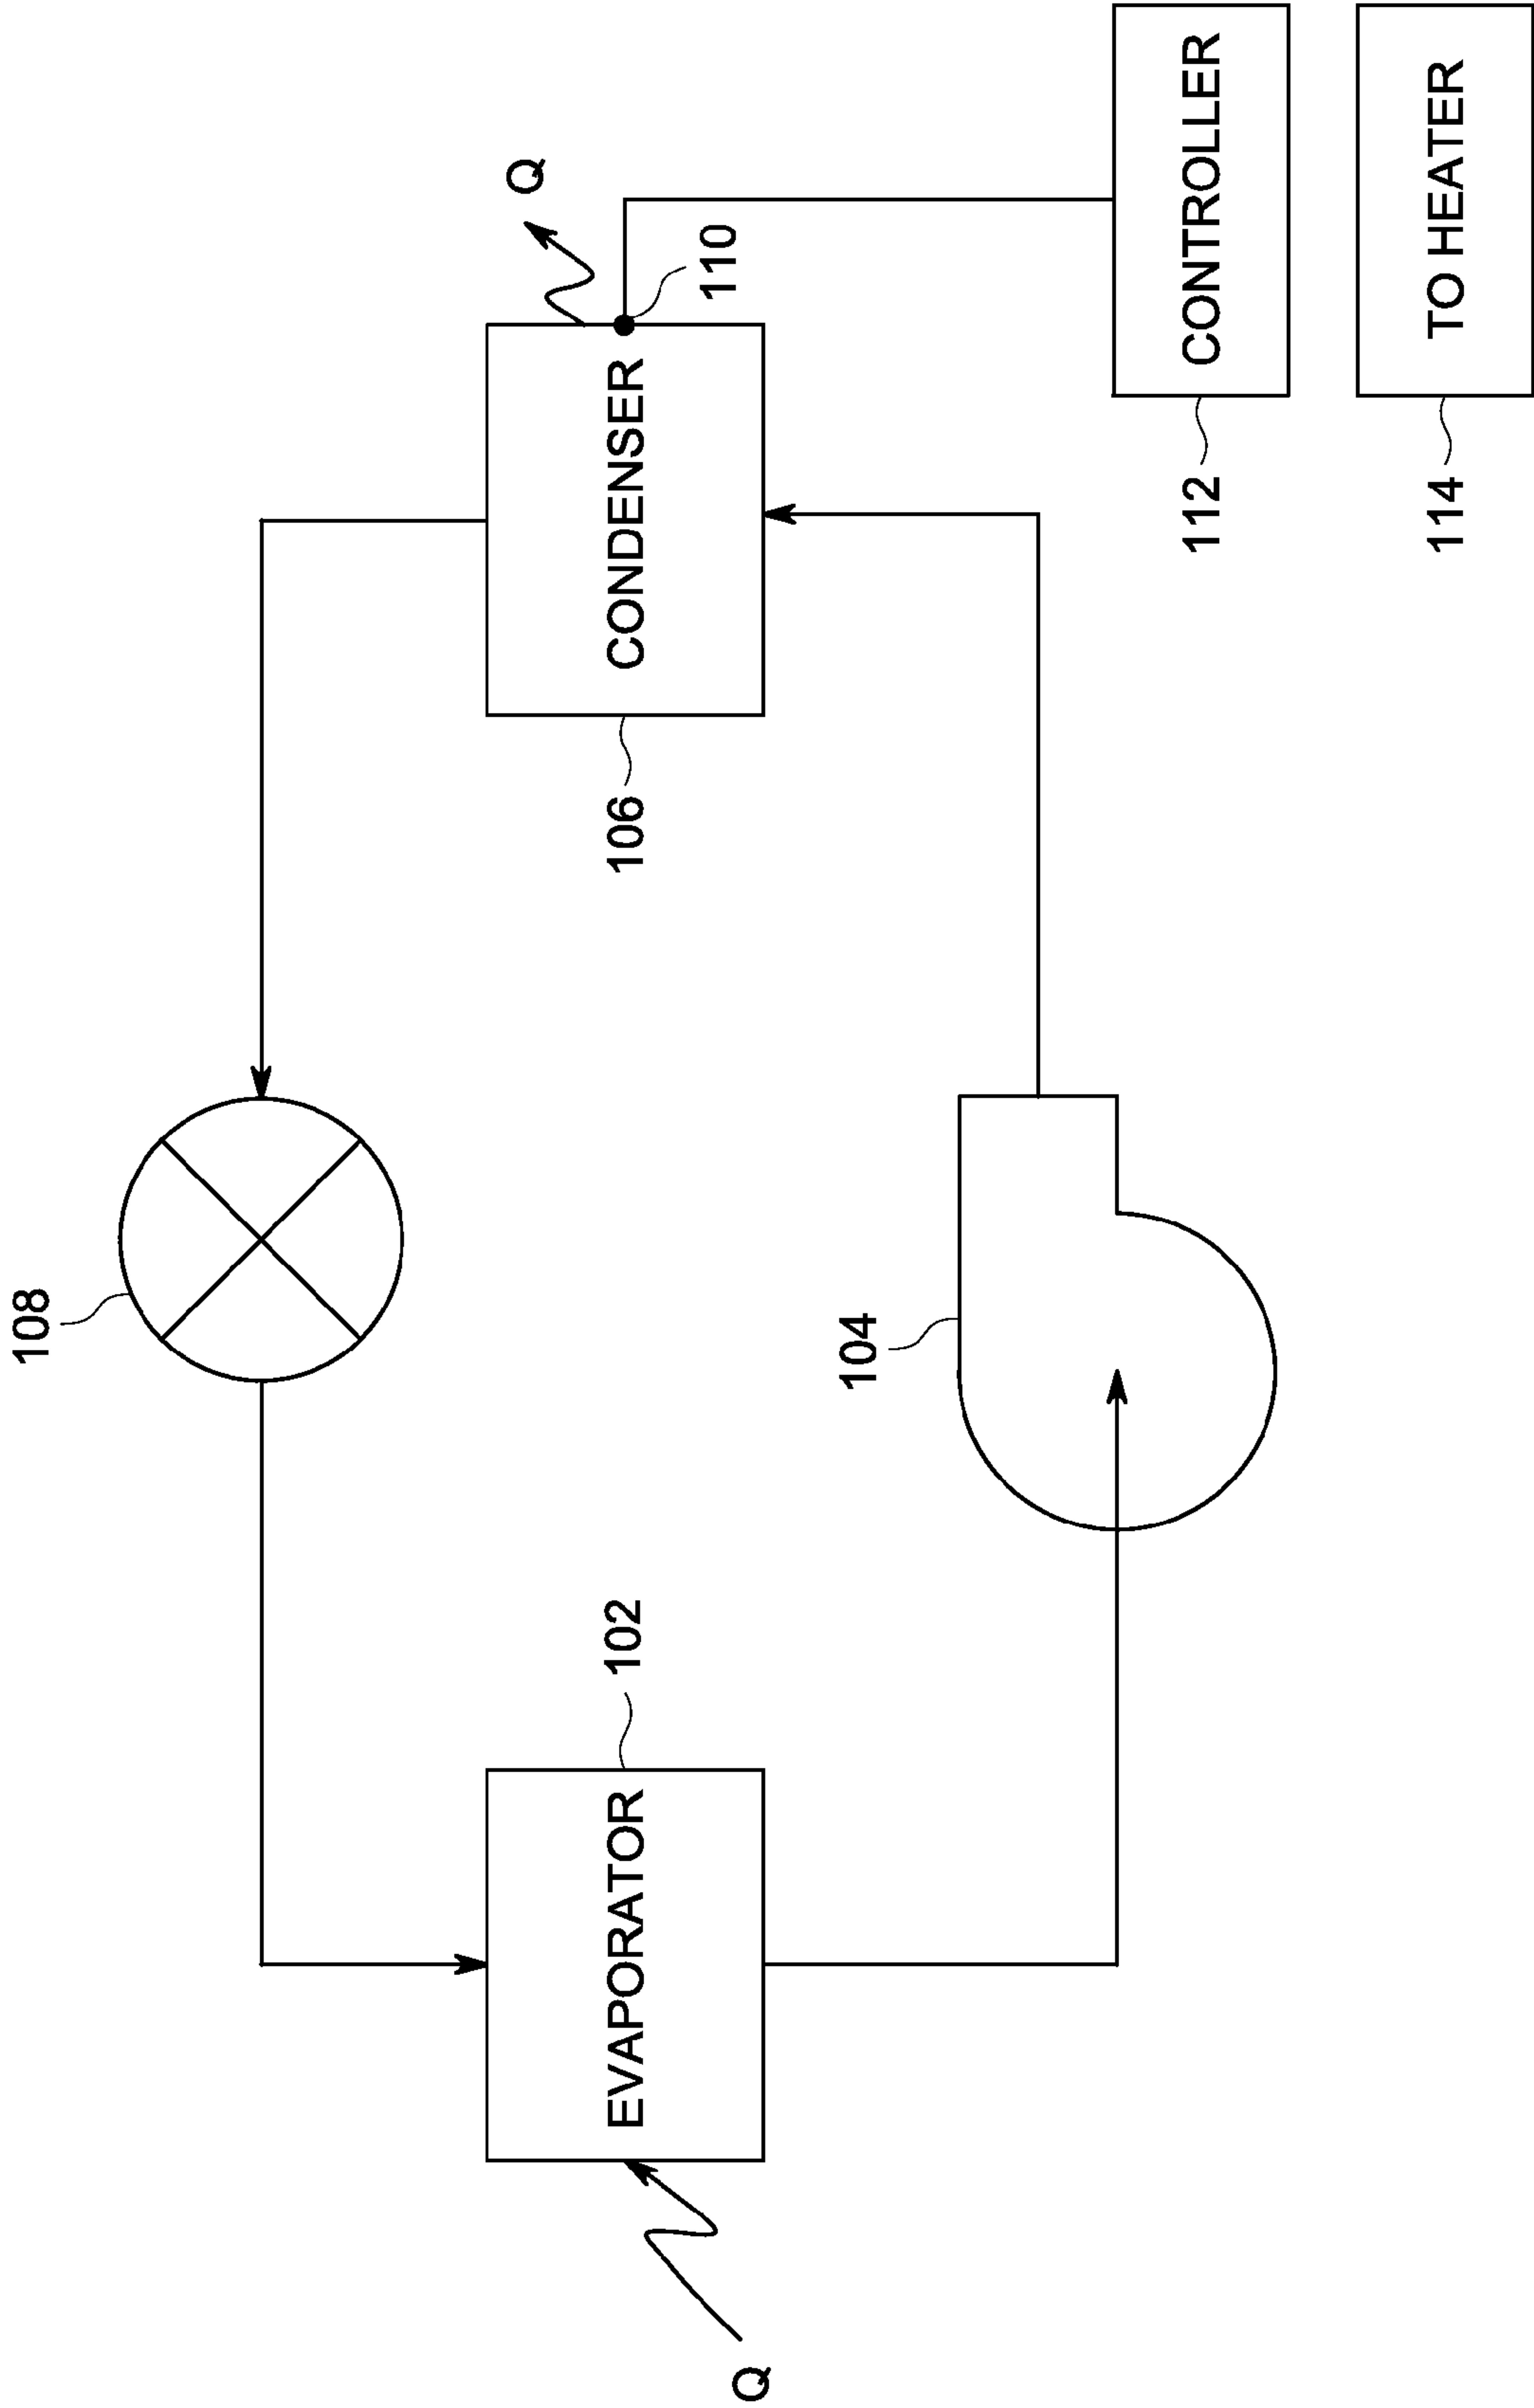 108
Q
CONDENSER
106
110
EVAPORATOR
102
Q
104
CONTROLLER
112
TO HEATER
114